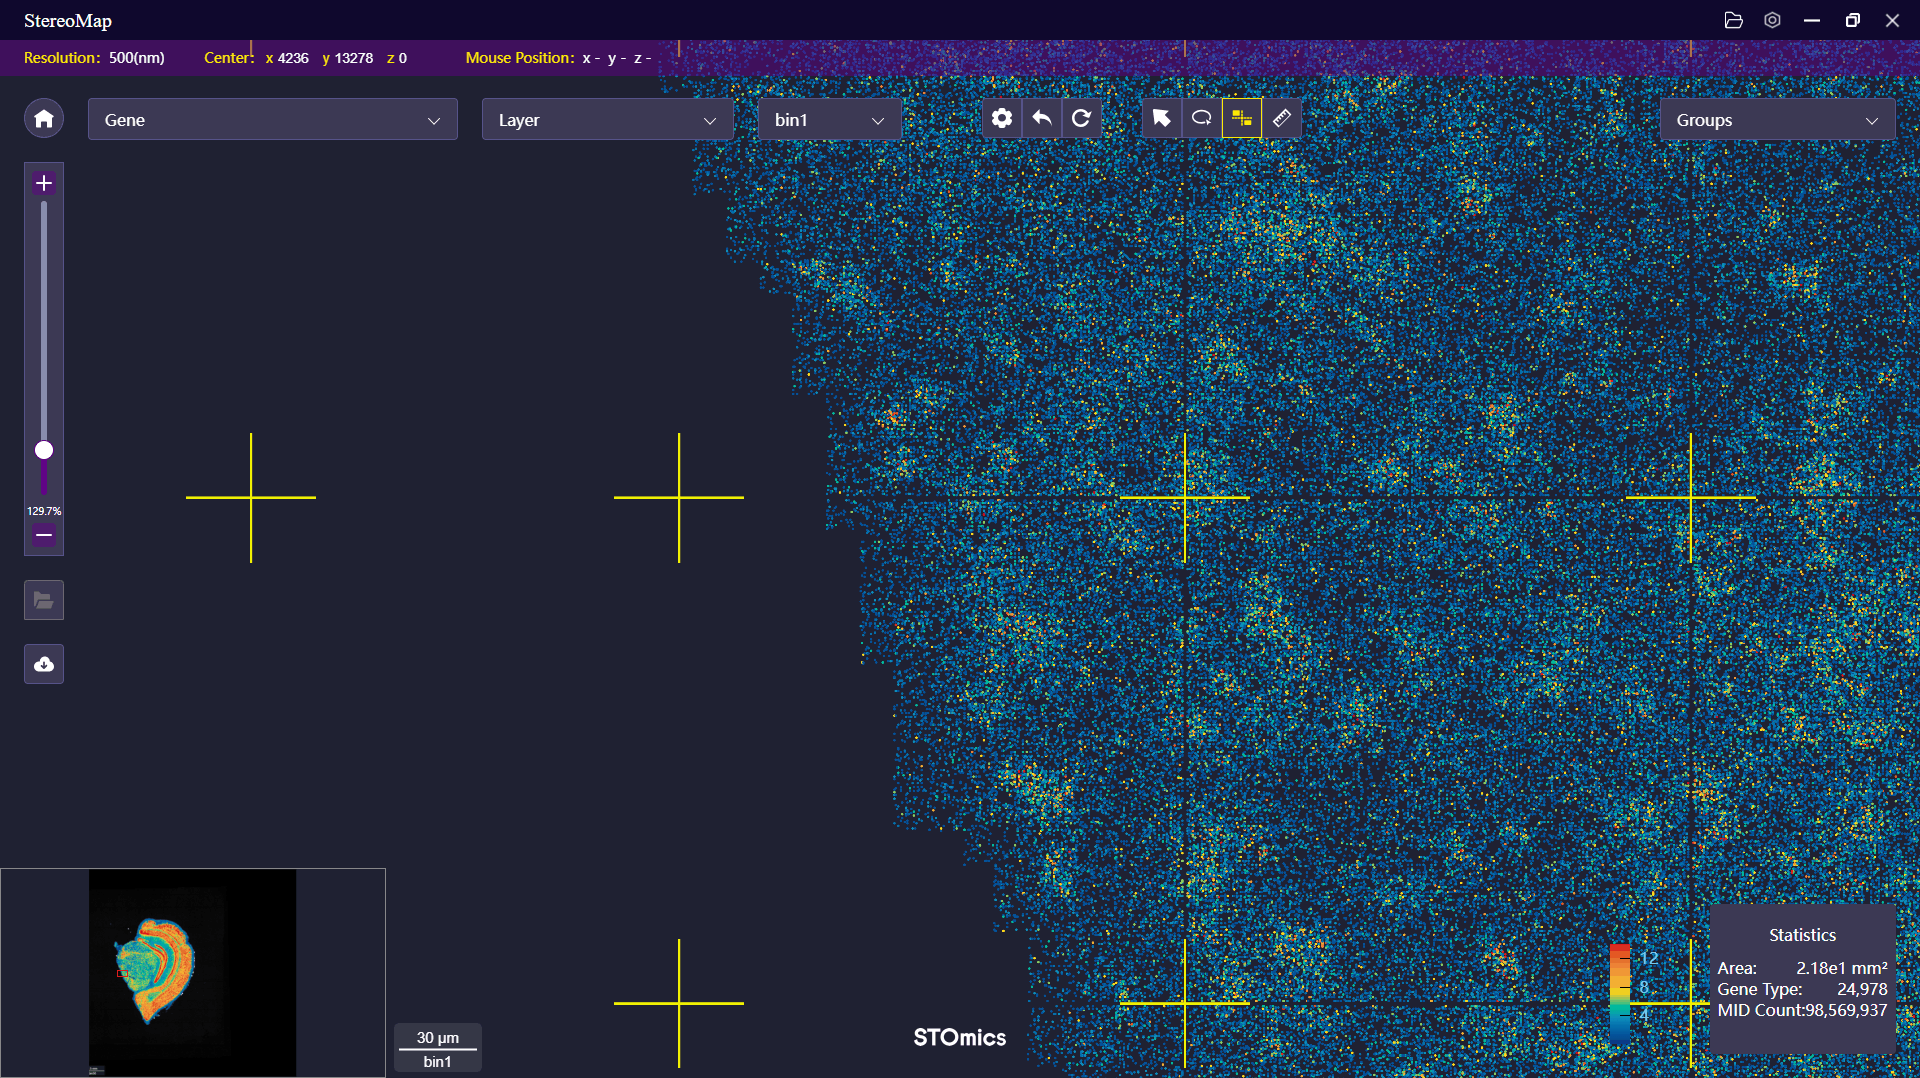 StereoMap
Resolution: 500(nm) Center: x 4236 y 13278 z 0 Mouse Position: x - y - z -
Gene Layer bin1 Groups
129.7%
12
8
4
Statistics
Area: 2.18e1 mm²
Gene Type: 24,978
MID Count:98,569,937
30 μm
bin1
STOmics